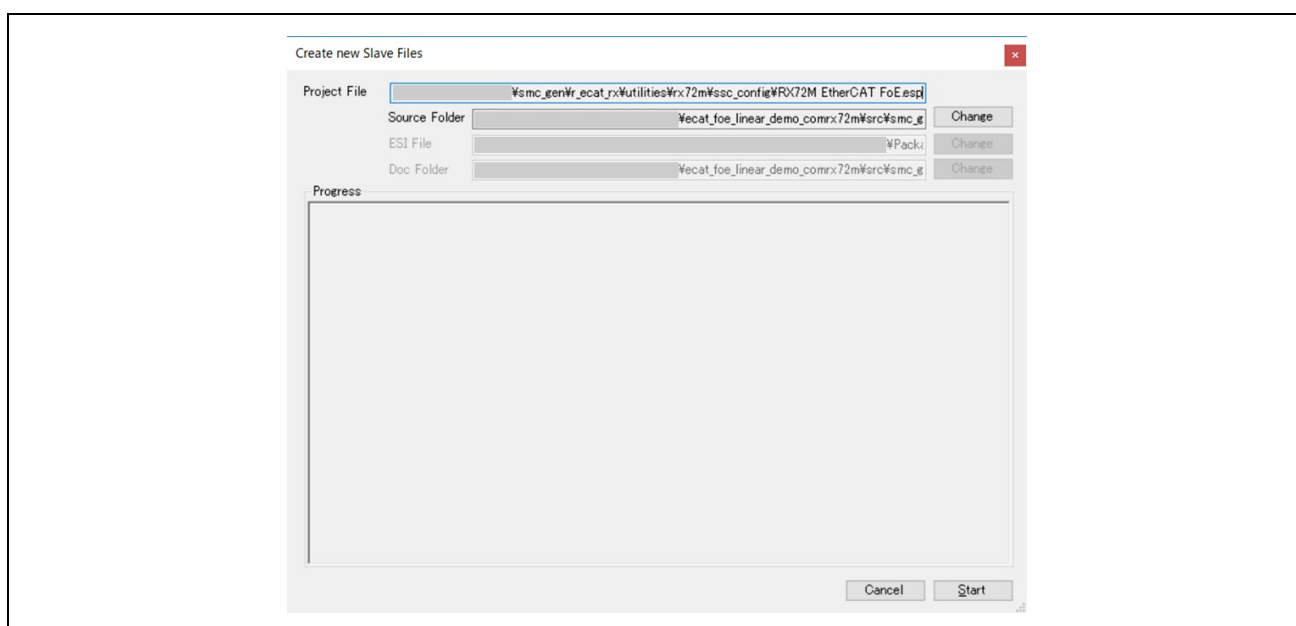 Create new Slave Files
Project File ¥smc_gen¥r_ecat_rx¥utilities¥rx72m¥ssc_config¥RX72M EtherCAT FoE.esp
Source Folder ¥ecat_foe_linear_demo_comrx72m¥src¥smc_g Change
ESI File ¥Packa Change
Doc Folder ¥ecat_foe_linear_demo_comrx72m¥src¥smc_g Change
Progress
Cancel Start